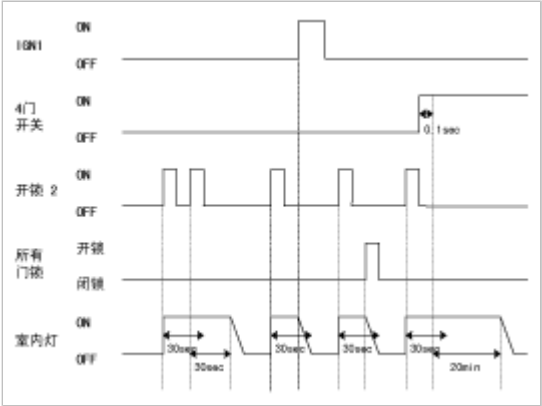 ON
IGN1
OFF
ON
4门
开关
OFF
0.1sec
ON
开锁 2
OFF
开锁
所有
门锁
闭锁
ON
室内灯
30sec 30sec 30sec 30sec
OFF
30sec 20min